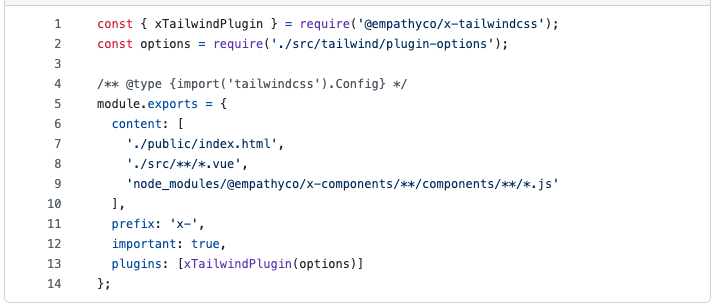 1 const { xTailwindPlugin } = require('@empathyco/x-tailwindcss');
2 const options = require('./src/tailwind/plugin-options');
3
4 /** @type {import('tailwindcss').Config} */
5 module.exports = {
6   content: [
7     './public/index.html',
8     './src/**/*.vue',
9     'node_modules/@empathyco/x-components/**/components/**/*.js'
10   ],
11   prefix: 'x-',
12   important: true,
13   plugins: [xTailwindPlugin(options)]
14 };